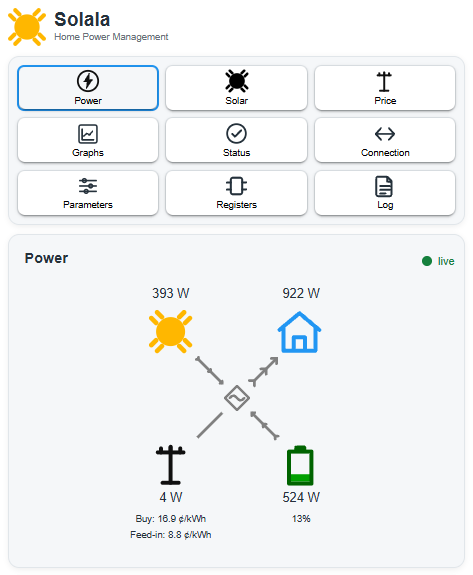 Solala
Home Power Management
Power
Solar
Price
Graphs
Status
Connection
Parameters
Registers
Log
Power
live
393 W
922 W
4 W
524 W
Buy: 16.9 ¢/kWh
13%
Feed-in: 8.8 ¢/kWh